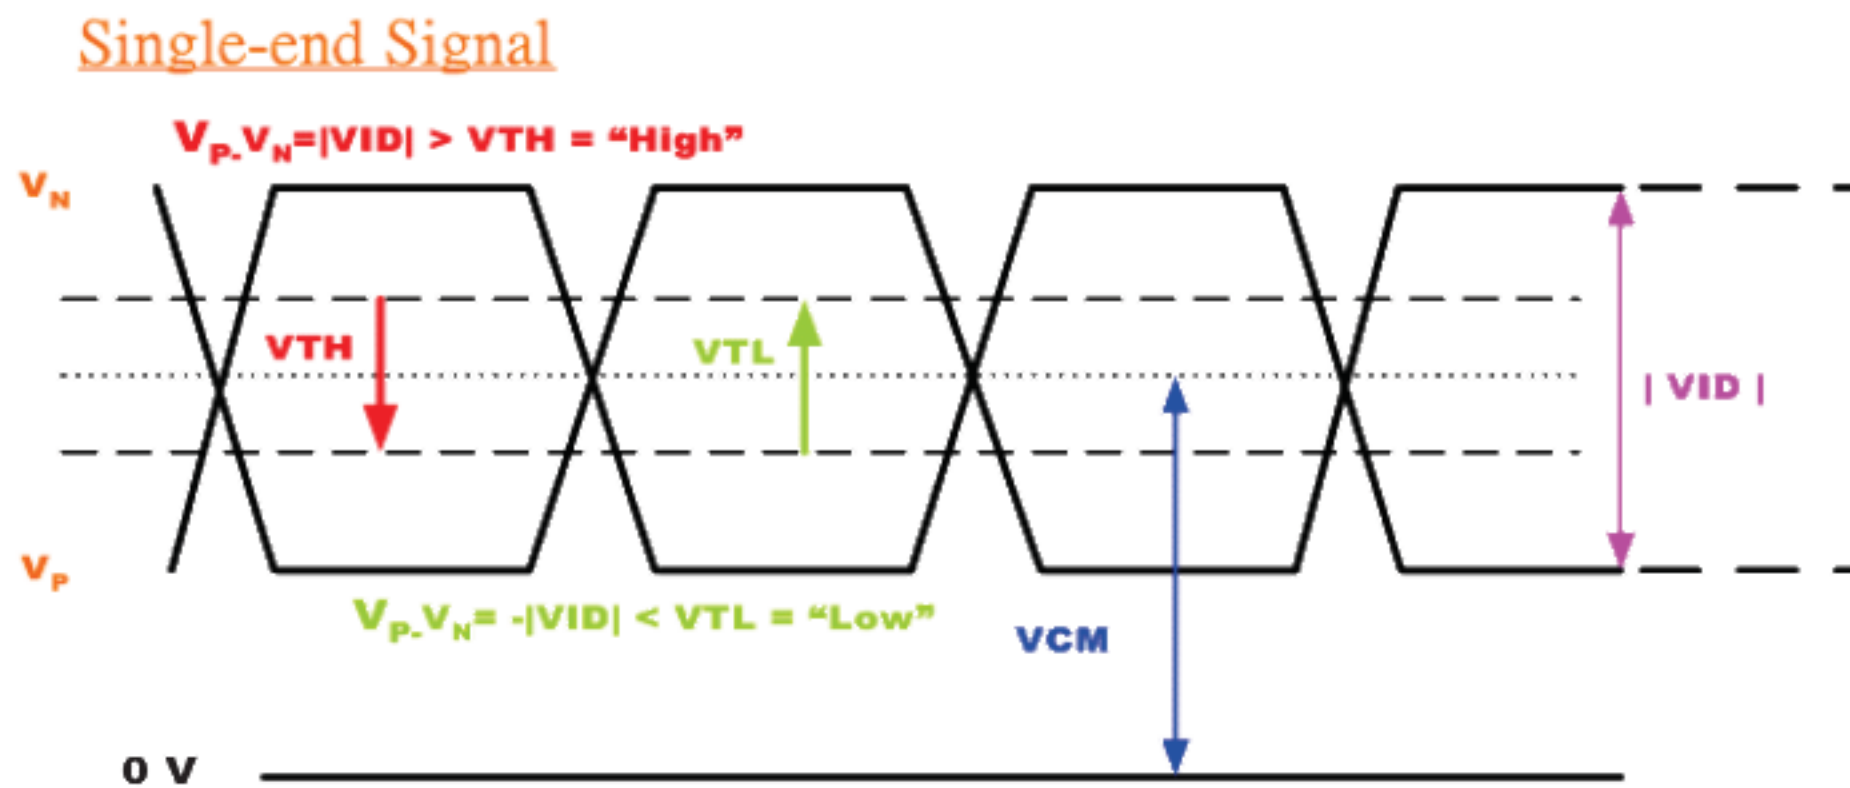 Single-end Signal
VP-VN=|VID| > VTH = “High”
VN
VTH
VTL
| VID |
VP
VP-VN= -|VID| < VTL = “Low”
VCM
0 V